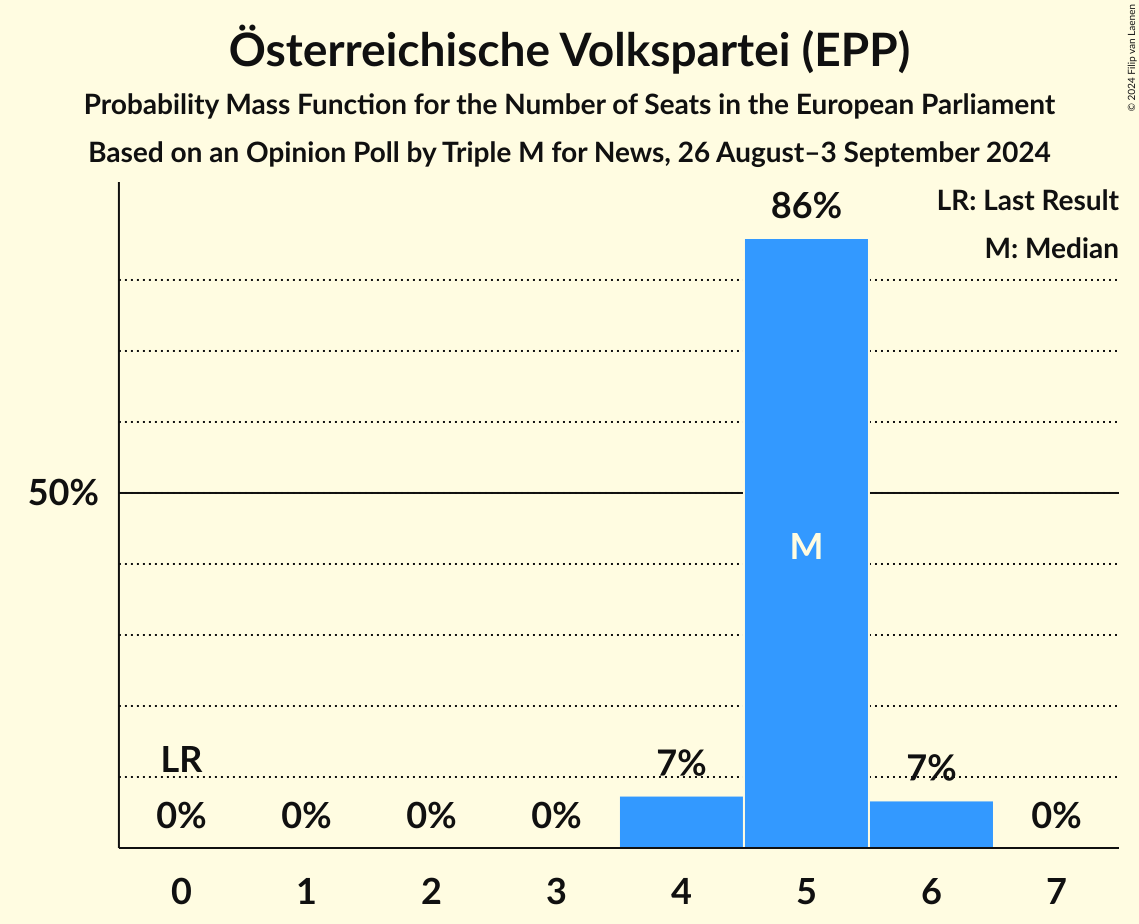 Österreichische Volkspartei (EPP)
Probability Mass Function for the Number of Seats in the European Parliament
Based on an Opinion Poll by Triple M for News, 26 August–3 September 2024
© 2024 Filip van Laenen
LR: Last Result
M: Median
86%
50%
M
LR
7%
7%
0%
0%
0%
0%
0%
0 1 2 3 4 5 6 7